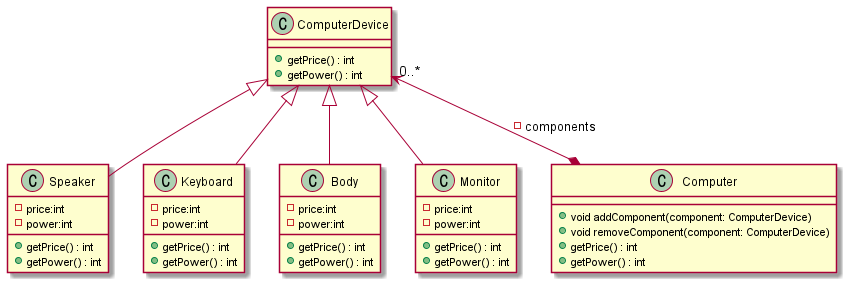 C ComputerDevice
getPrice() : int
getPower() : int
0..*
components
C Speaker
price:int
power:int
getPrice() : int
getPower() : int
C Keyboard
price:int
power:int
getPrice() : int
getPower() : int
C Body
price:int
power:int
getPrice() : int
getPower() : int
C Monitor
price:int
power:int
getPrice() : int
getPower() : int
C Computer
void addComponent(component: ComputerDevice)
void removeComponent(component: ComputerDevice)
getPrice() : int
getPower() : int